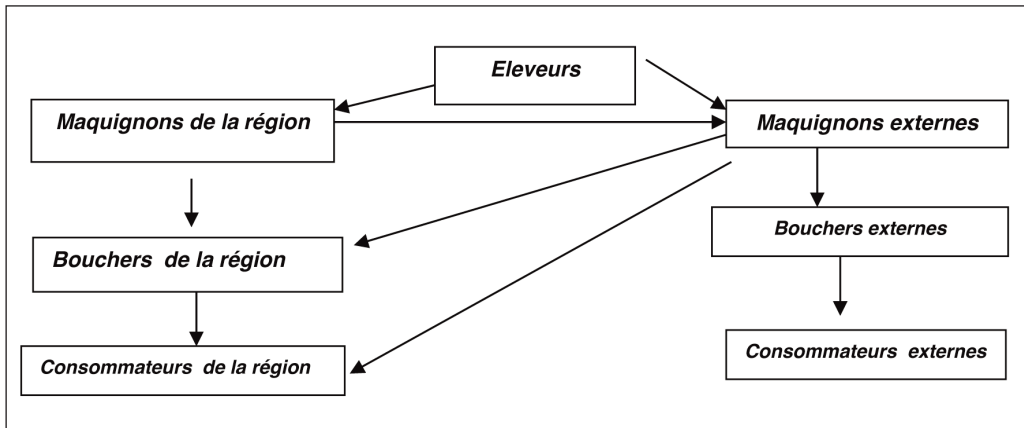 Eleveurs
Maquignons de la région
Maquignons externes
Bouchers externes
Bouchers de la région
Consommateurs externes
Consommateurs de la région